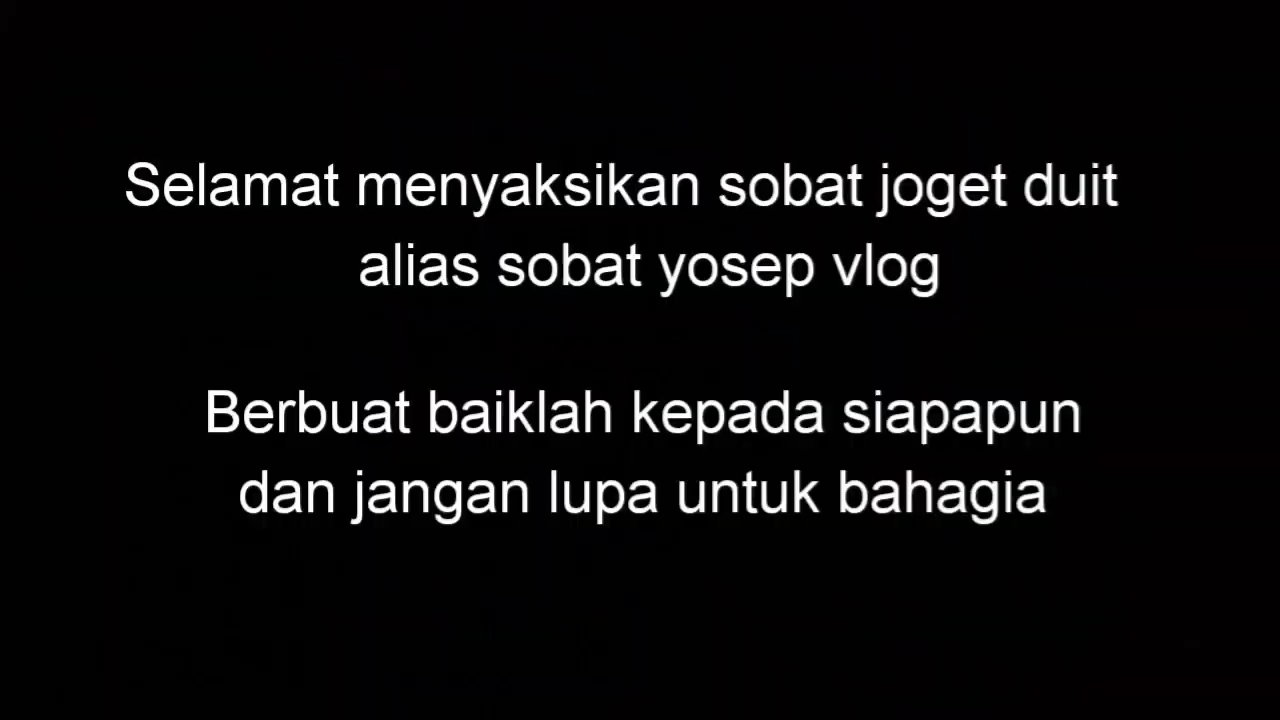 Selamat menyaksikan sobat joget duit
alias sobat yosep vlog
Berbuat baiklah kepada siapapun
dan jangan lupa untuk bahagia